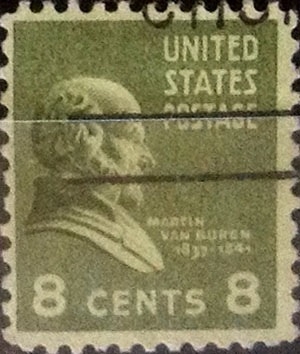 UNITED
STATES
POSTAGE
MARTIN
VAN BUREN
1837-1841
8 CENTS 8